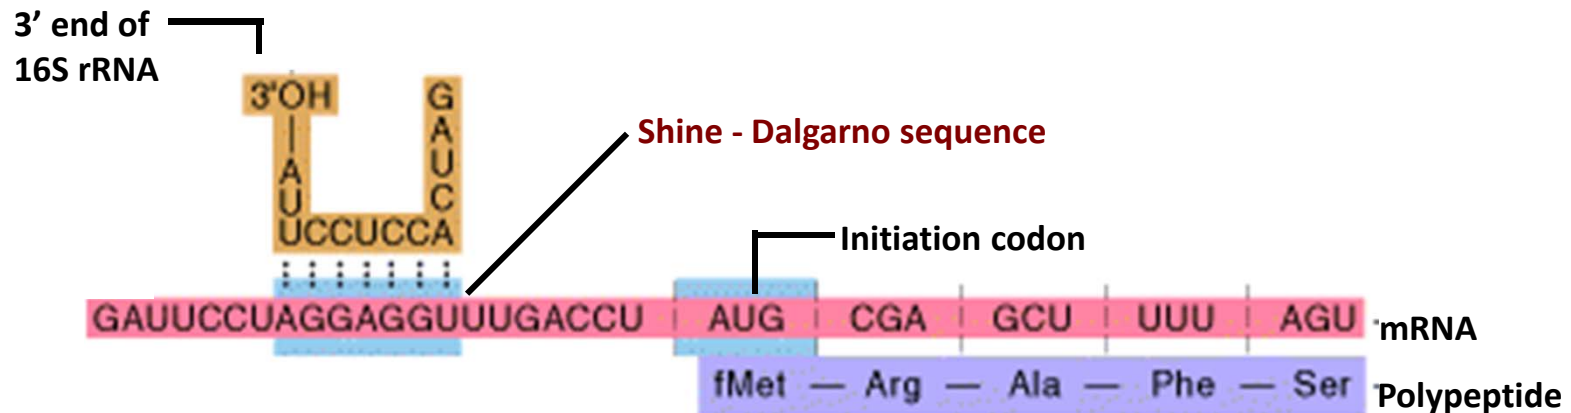 3’ end of
16S rRNA
3'OH
A
U
UCCUCCA
G
A
U
C
Shine - Dalgarno sequence
Initiation codon
GAUUCCUAGGAGGUUUGACCU AUG CGA GCU UUU AGU
mRNA
fMet — Arg — Ala — Phe — Ser
Polypeptide